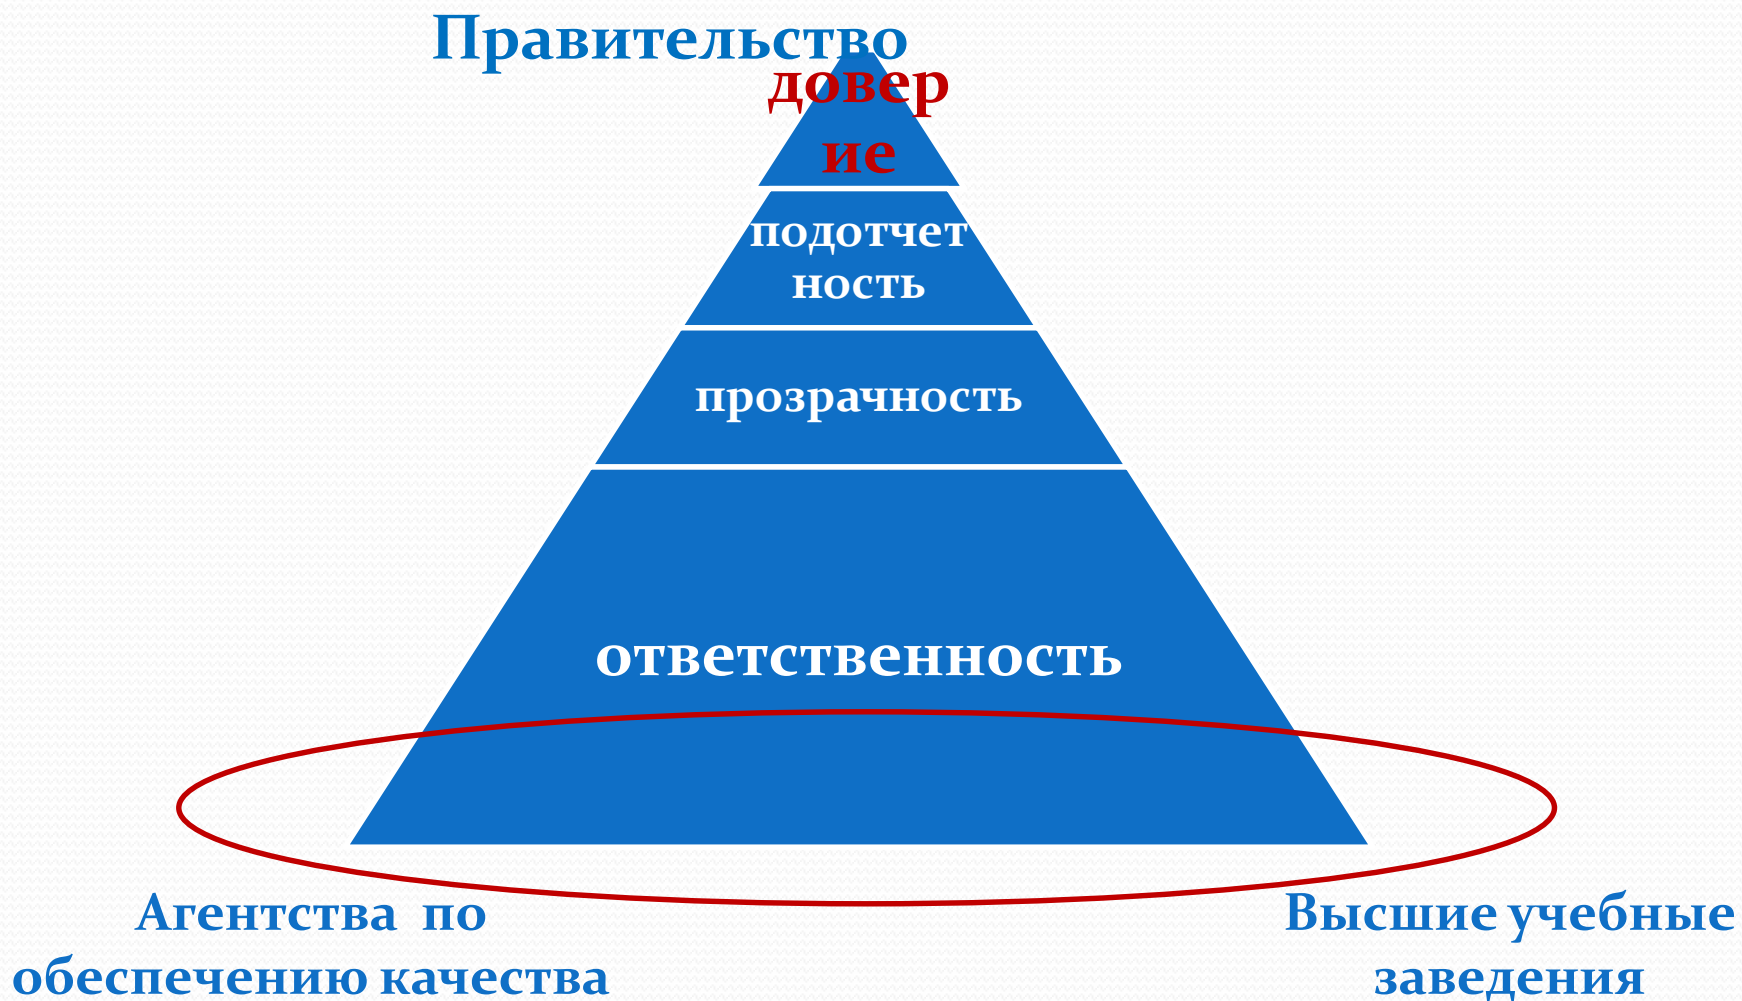 Правительство
довер
ие
подотчет
ность
прозрачность
ответственность
Агентства по
обеспечению качества
Высшие учебные
заведения